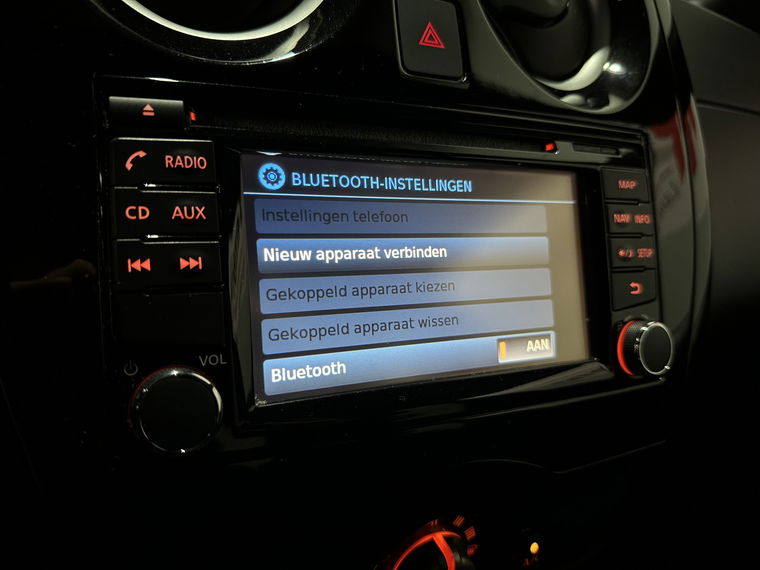 RADIO
CD AUX
VOL
BLUETOOTH-INSTELLINGEN
Instellingen telefoon
Nieuw apparaat verbinden
Gekoppeld apparaat kiezen
Gekoppeld apparaat wissen
Bluetooth AAN
MAP
NAVI INFO
SETUP